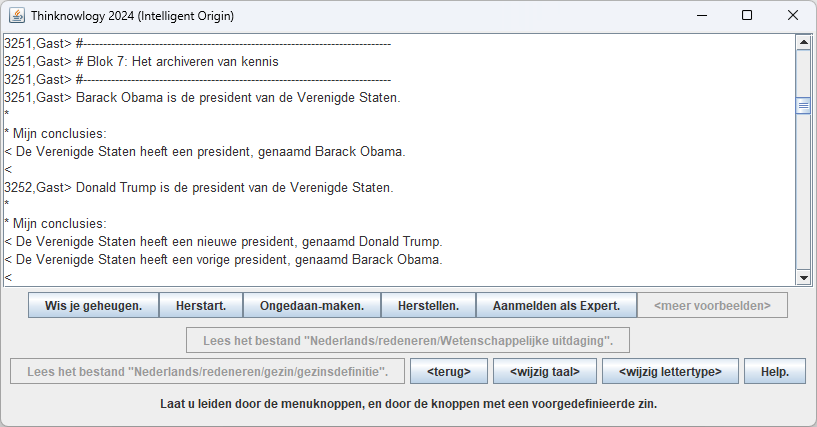 Thinknowlogy 2024 (Intelligent Origin)
3251,Gast> #-----------------------------------------------------------------------------
3251,Gast> # Blok 7: Het archiveren van kennis
3251,Gast> #-----------------------------------------------------------------------------
3251,Gast> Barack Obama is de president van de Verenigde Staten.
*
* Mijn conclusies:
< De Verenigde Staten heeft een president, genaamd Barack Obama.
<
3252,Gast> Donald Trump is de president van de Verenigde Staten.
*
* Mijn conclusies:
< De Verenigde Staten heeft een nieuwe president, genaamd Donald Trump.
< De Verenigde Staten heeft een vorige president, genaamd Barack Obama.
<
Wis je geheugen. Herstart. Ongedaan-maken. Herstellen. Aanmelden als Expert. <meer voorbeelden>
Lees het bestand "Nederlands/redeneren/Wetenschappelijke uitdaging".
Lees het bestand "Nederlands/redeneren/gezin/gezinsdefinitie". <terug> <wijzig taal> <wijzig lettertype> Help.
Laat u leiden door de menuknoppen, en door de knoppen met een voorgedefinieerde zin.